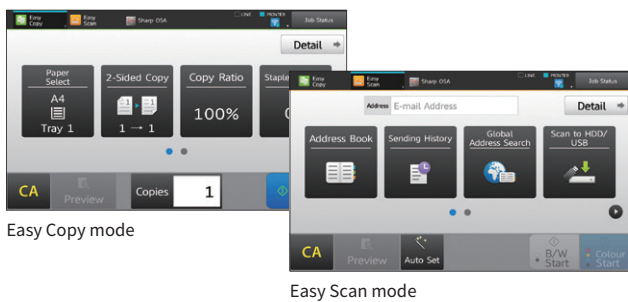 Easy
Copy
Easy
Scan
Sharp OSA
LINE
PRINTER
Job Status
Detail
Paper
Select
A4
Tray 1
2-Sided Copy
1 → 1
Copy Ratio
100%
Staple
CA
Preview
Copies
1
Easy Copy mode
Easy
Copy
Easy
Scan
Sharp OSA
LINE
PRINTER
Job Status
Address
E-mail Address
Detail
Address Book
Sending History
Global
Address Search
Scan to HDD/
USB
CA
Preview
Auto Set
B/W
Start
Colour
Start
Easy Scan mode